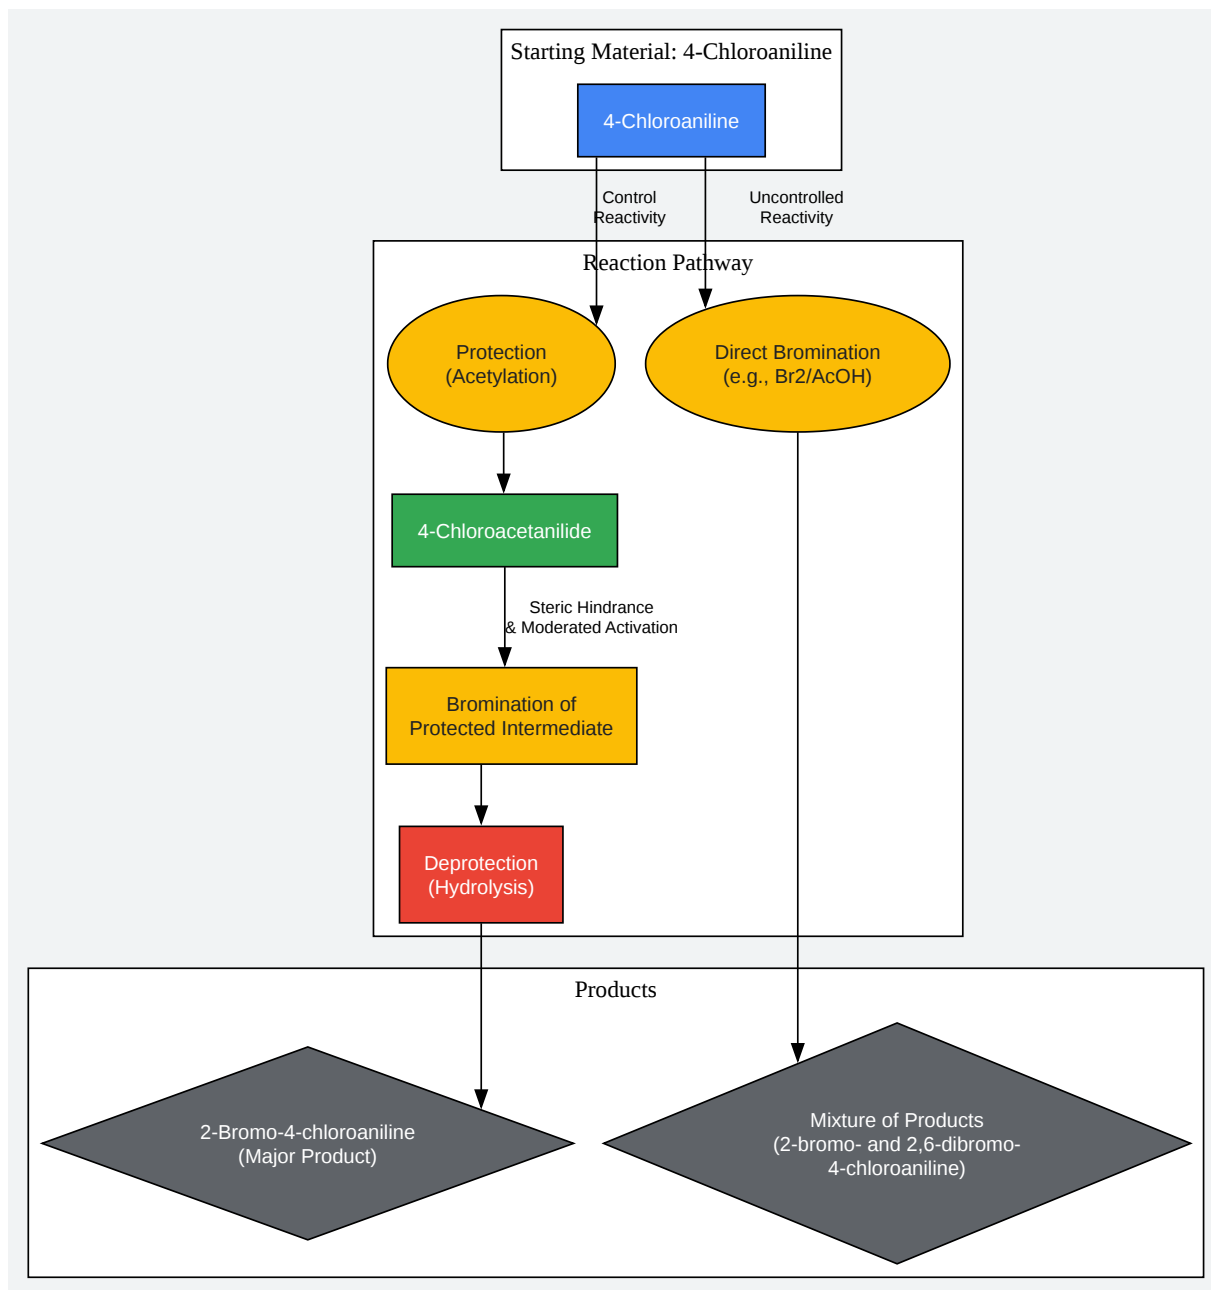 Starting Material: 4-Chloroaniline
4-Chloroaniline
Control
Reactivity
Uncontrolled
Reactivity
Reaction Pathway
Protection
(Acetylation)
Direct Bromination
(e.g., Br2/AcOH)
4-Chloroacetanilide
Steric Hindrance
& Moderated Activation
Bromination of
Protected Intermediate
Deprotection
(Hydrolysis)
Products
2-Bromo-4-chloroaniline
(Major Product)
Mixture of Products
(2-bromo- and 2,6-dibromo-
4-chloroaniline)